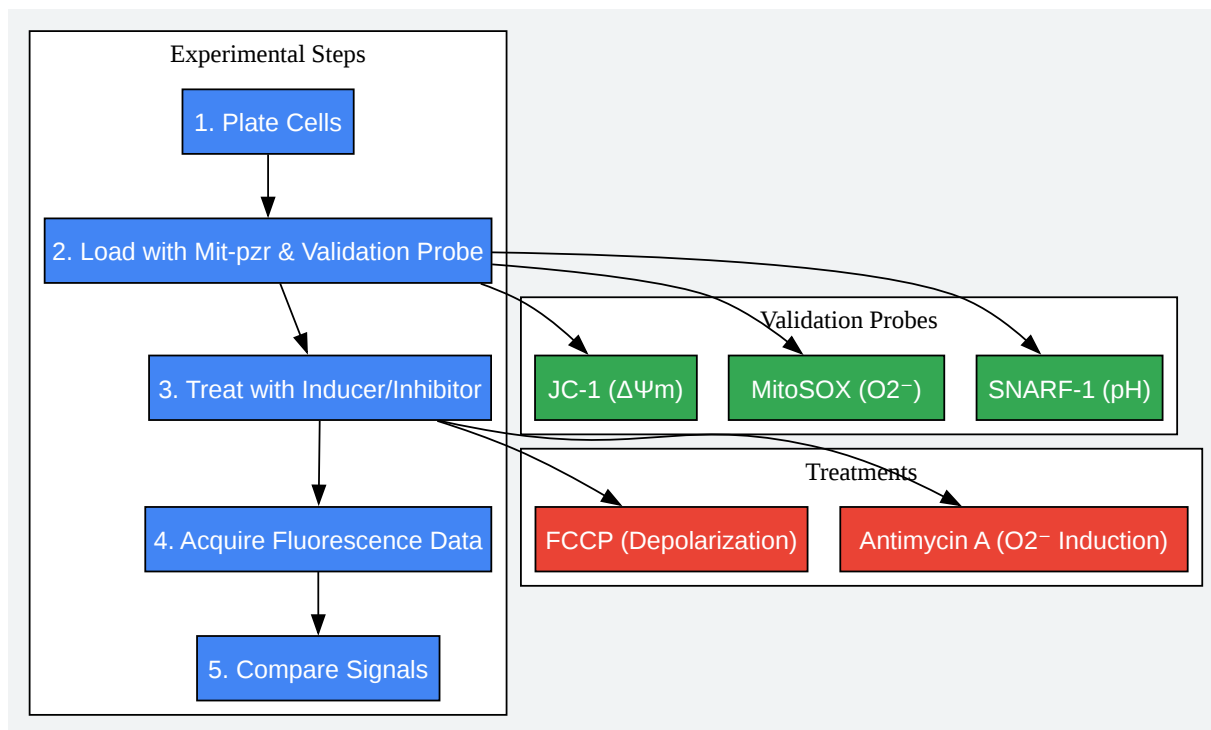 Experimental Steps
1. Plate Cells
2. Load with Mit-pzr & Validation Probe
3. Treat with Inducer/Inhibitor
4. Acquire Fluorescence Data
5. Compare Signals
Validation Probes
JC-1 (ΔΨm)
MitoSOX (O2⁻)
SNARF-1 (pH)
Treatments
FCCP (Depolarization)
Antimycin A (O2⁻ Induction)